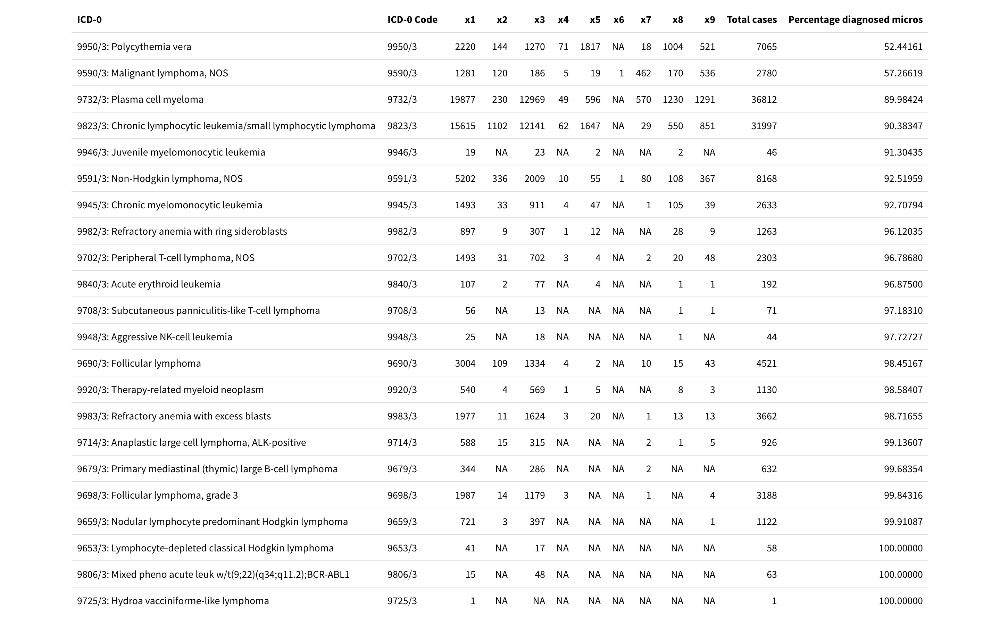 ICD-0 ICD-0 Code x1 x2 x3 x4 x5 x6 x7 x8 x9 Total cases Percentage diagnosed micros
9950/3: Polycythemia vera 9950/3 2220 144 1270 71 1817 NA 18 1004 521 7065 52.44161
9590/3: Malignant lymphoma, NOS 9590/3 1281 120 186 5 19 1 462 170 536 2780 57.26619
9732/3: Plasma cell myeloma 9732/3 19877 230 12969 49 596 NA 570 1230 1291 36812 89.98424
9823/3: Chronic lymphocytic leukemia/small lymphocytic lymphoma 9823/3 15615 1102 12141 62 1647 NA 29 550 851 31997 90.38347
9946/3: Juvenile myelomonocytic leukemia 9946/3 19 NA 23 NA 2 NA NA 2 NA 46 91.30435
9591/3: Non-Hodgkin lymphoma, NOS 9591/3 5202 336 2009 10 55 1 80 108 367 8168 92.51959
9945/3: Chronic myelomonocytic leukemia 9945/3 1493 33 911 4 47 NA 1 105 39 2633 92.70794
9982/3: Refractory anemia with ring sideroblasts 9982/3 897 9 307 1 12 NA NA 28 9 1263 96.12035
9702/3: Peripheral T-cell lymphoma, NOS 9702/3 1493 31 702 3 4 NA 2 20 48 2303 96.78680
9840/3: Acute erythroid leukemia 9840/3 107 2 77 NA 4 NA NA 1 1 192 96.87500
9708/3: Subcutaneous panniculitis-like T-cell lymphoma 9708/3 56 NA 13 NA NA NA NA 1 1 71 97.18310
9948/3: Aggressive NK-cell leukemia 9948/3 25 NA 18 NA NA NA NA 1 NA 44 97.72727
9690/3: Follicular lymphoma 9690/3 3004 109 1334 4 2 NA 10 15 43 4521 98.45167
9920/3: Therapy-related myeloid neoplasm 9920/3 540 4 569 1 5 NA NA 8 3 1130 98.58407
9983/3: Refractory anemia with excess blasts 9983/3 1977 11 1624 3 20 NA 1 13 13 3662 98.71655
9714/3: Anaplastic large cell lymphoma, ALK-positive 9714/3 588 15 315 NA NA NA 2 1 5 926 99.13607
9679/3: Primary mediastinal (thymic) large B-cell lymphoma 9679/3 344 NA 286 NA NA NA 2 NA NA 632 99.68354
9698/3: Follicular lymphoma, grade 3 9698/3 1987 14 1179 3 NA NA 1 NA 4 3188 99.84316
9659/3: Nodular lymphocyte predominant Hodgkin lymphoma 9659/3 721 3 397 NA NA NA NA NA 1 1122 99.91087
9653/3: Lymphocyte-depleted classical Hodgkin lymphoma 9653/3 41 NA 17 NA NA NA NA NA NA 58 100.00000
9806/3: Mixed pheno acute leuk w/t(9;22)(q34;q11.2);BCR-ABL1 9806/3 15 NA 48 NA NA NA NA NA NA 63 100.00000
9725/3: Hydroa vacciniforme-like lymphoma 9725/3 1 NA NA NA NA NA NA NA NA 1 100.00000